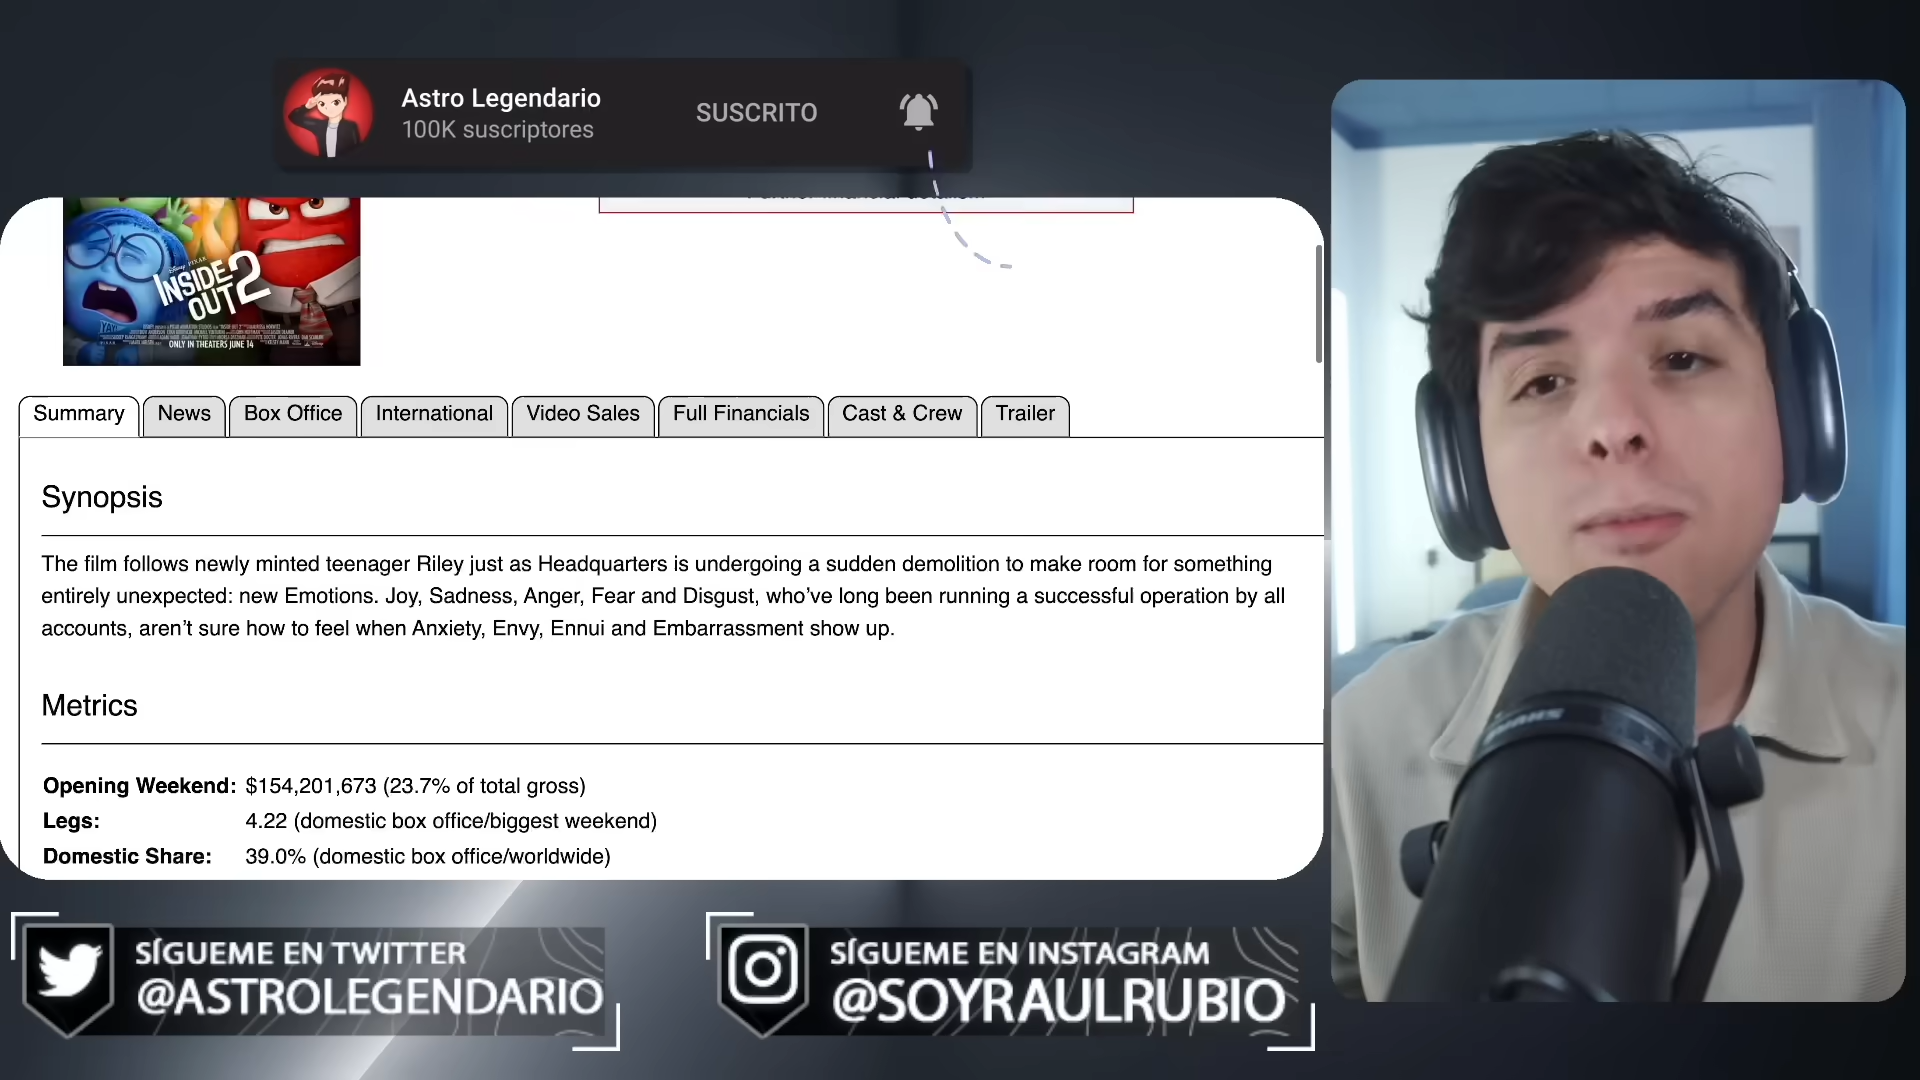 Astro Legendario
100K suscriptores
SUSCRITO
Disney PIXAR
INSIDE
OUT 2
ONLY IN THEATERS JUNE 14
Summary
News
Box Office
International
Video Sales
Full Financials
Cast & Crew
Trailer
Synopsis
The film follows newly minted teenager Riley just as Headquarters is undergoing a sudden demolition to make room for something
entirely unexpected: new Emotions. Joy, Sadness, Anger, Fear and Disgust, who’ve long been running a successful operation by all
accounts, aren’t sure how to feel when Anxiety, Envy, Ennui and Embarrassment show up.
Metrics
Opening Weekend: $154,201,673 (23.7% of total gross)
Legs: 4.22 (domestic box office/biggest weekend)
Domestic Share: 39.0% (domestic box office/worldwide)
SÍGUEME EN TWITTER
@ASTROLEGENDARIO
SÍGUEME EN INSTAGRAM
@SOYRAULRUBIO